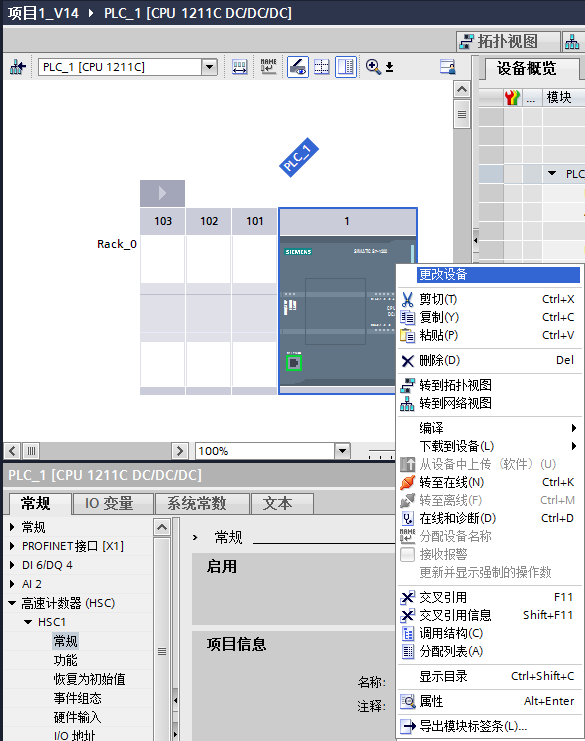 项目1_V14 ▸ PLC_1 [CPU 1211C DC/DC/DC]
拓扑视图
PLC_1 [CPU 1211C]
设备概览
... 模块
PLC_1
PLC
103 102 101 1
Rack_0
SIEMENS SIMATIC S7-1200
更改设备
剪切(T) Ctrl+X
复制(Y) Ctrl+C
粘贴(P) Ctrl+V
删除(D) Del
转到拓扑视图
转到网络视图
编译
下载到设备(L)
从设备中上传（软件）(U)
转至在线(N) Ctrl+K
转至离线(F) Ctrl+M
在线和诊断(D) Ctrl+D
分配设备名称
接收报警
更新并显示强制的操作数
交叉引用 F11
交叉引用信息 Shift+F11
调用结构(C)
分配列表(A)
显示目录 Ctrl+Shift+C
属性 Alt+Enter
导出模块标签条(L)...
100%
PLC_1 [CPU 1211C DC/DC/DC]
常规 IO 变量 系统常数 文本
常规
PROFINET接口 [X1]
DI 6/DQ 4
AI 2
高速计数器 (HSC)
HSC1
常规
功能
恢复为初始值
事件组态
硬件输入
I/O 地址
常规
启用
项目信息
名称:
注释: